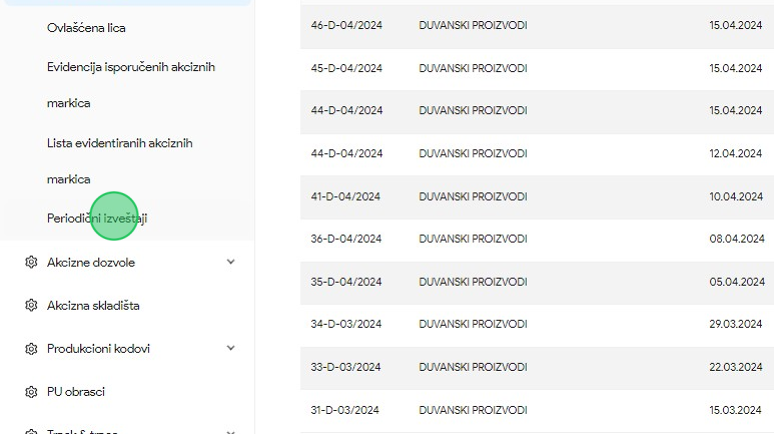 Ovlašćena lica
Evidencija isporučenih akciznih
markica
Lista evidentiranih akciznih
markica
Periodični izveštaji
Akcizne dozvole
Akcizna skladišta
Produkcioni kodovi
PU obrasci
46-D-04/2024 DUVANSKI PROIZVODI 15.04.2024
45-D-04/2024 DUVANSKI PROIZVODI 15.04.2024
44-D-04/2024 DUVANSKI PROIZVODI 15.04.2024
44-D-04/2024 DUVANSKI PROIZVODI 12.04.2024
41-D-04/2024 DUVANSKI PROIZVODI 10.04.2024
36-D-04/2024 DUVANSKI PROIZVODI 08.04.2024
35-D-04/2024 DUVANSKI PROIZVODI 05.04.2024
34-D-03/2024 DUVANSKI PROIZVODI 29.03.2024
33-D-03/2024 DUVANSKI PROIZVODI 22.03.2024
31-D-03/2024 DUVANSKI PROIZVODI 15.03.2024